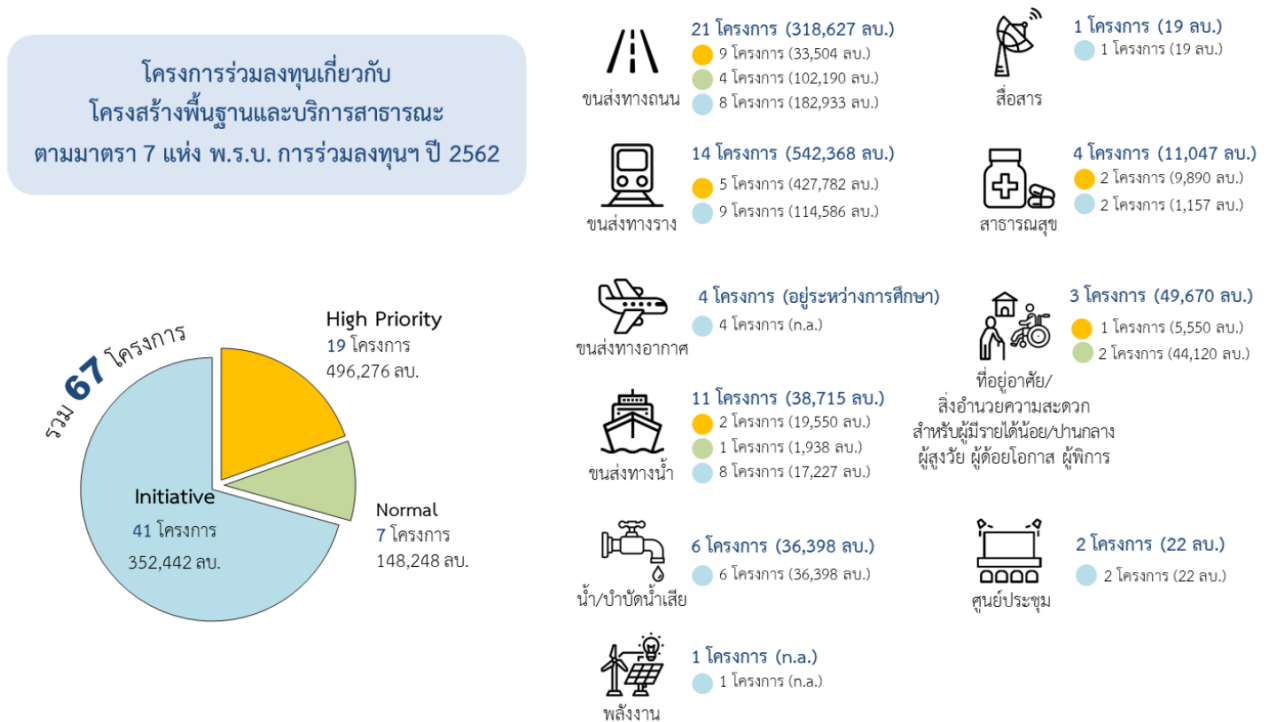 โครงการร่วมลงทุนเกี่ยวกับ
โครงสร้างพื้นฐานและบริการสาธารณะ
ตามมาตรา 7 แห่ง พ.ร.บ. การร่วมลงทุนฯ ปี 2562
รวม 67 โครงการ
High Priority
19 โครงการ
496,276 ลบ.
Normal
7 โครงการ
148,248 ลบ.
Initiative
41 โครงการ
352,442 ลบ.
21 โครงการ (318,627 ลบ.)
9 โครงการ (33,504 ลบ.)
4 โครงการ (102,190 ลบ.)
8 โครงการ (182,933 ลบ.)
ขนส่งทางถนน
14 โครงการ (542,368 ลบ.)
5 โครงการ (427,782 ลบ.)
9 โครงการ (114,586 ลบ.)
ขนส่งทางราง
4 โครงการ (อยู่ระหว่างการศึกษา)
4 โครงการ (n.a.)
ขนส่งทางอากาศ
11 โครงการ (38,715 ลบ.)
2 โครงการ (19,550 ลบ.)
1 โครงการ (1,938 ลบ.)
8 โครงการ (17,227 ลบ.)
ขนส่งทางน้ำ
6 โครงการ (36,398 ลบ.)
6 โครงการ (36,398 ลบ.)
น้ำ/บำบัดน้ำเสีย
1 โครงการ (n.a.)
1 โครงการ (n.a.)
พลังงาน
1 โครงการ (19 ลบ.)
1 โครงการ (19 ลบ.)
สื่อสาร
4 โครงการ (11,047 ลบ.)
2 โครงการ (9,890 ลบ.)
2 โครงการ (1,157 ลบ.)
สาธารณสุข
3 โครงการ (49,670 ลบ.)
1 โครงการ (5,550 ลบ.)
2 โครงการ (44,120 ลบ.)
ที่อยู่อาศัย/
สิ่งอำนวยความสะดวก
สำหรับผู้มีรายได้น้อย/ปานกลาง
ผู้สูงวัย ผู้ด้อยโอกาส ผู้พิการ
2 โครงการ (22 ลบ.)
2 โครงการ (22 ลบ.)
ศูนย์ประชุม